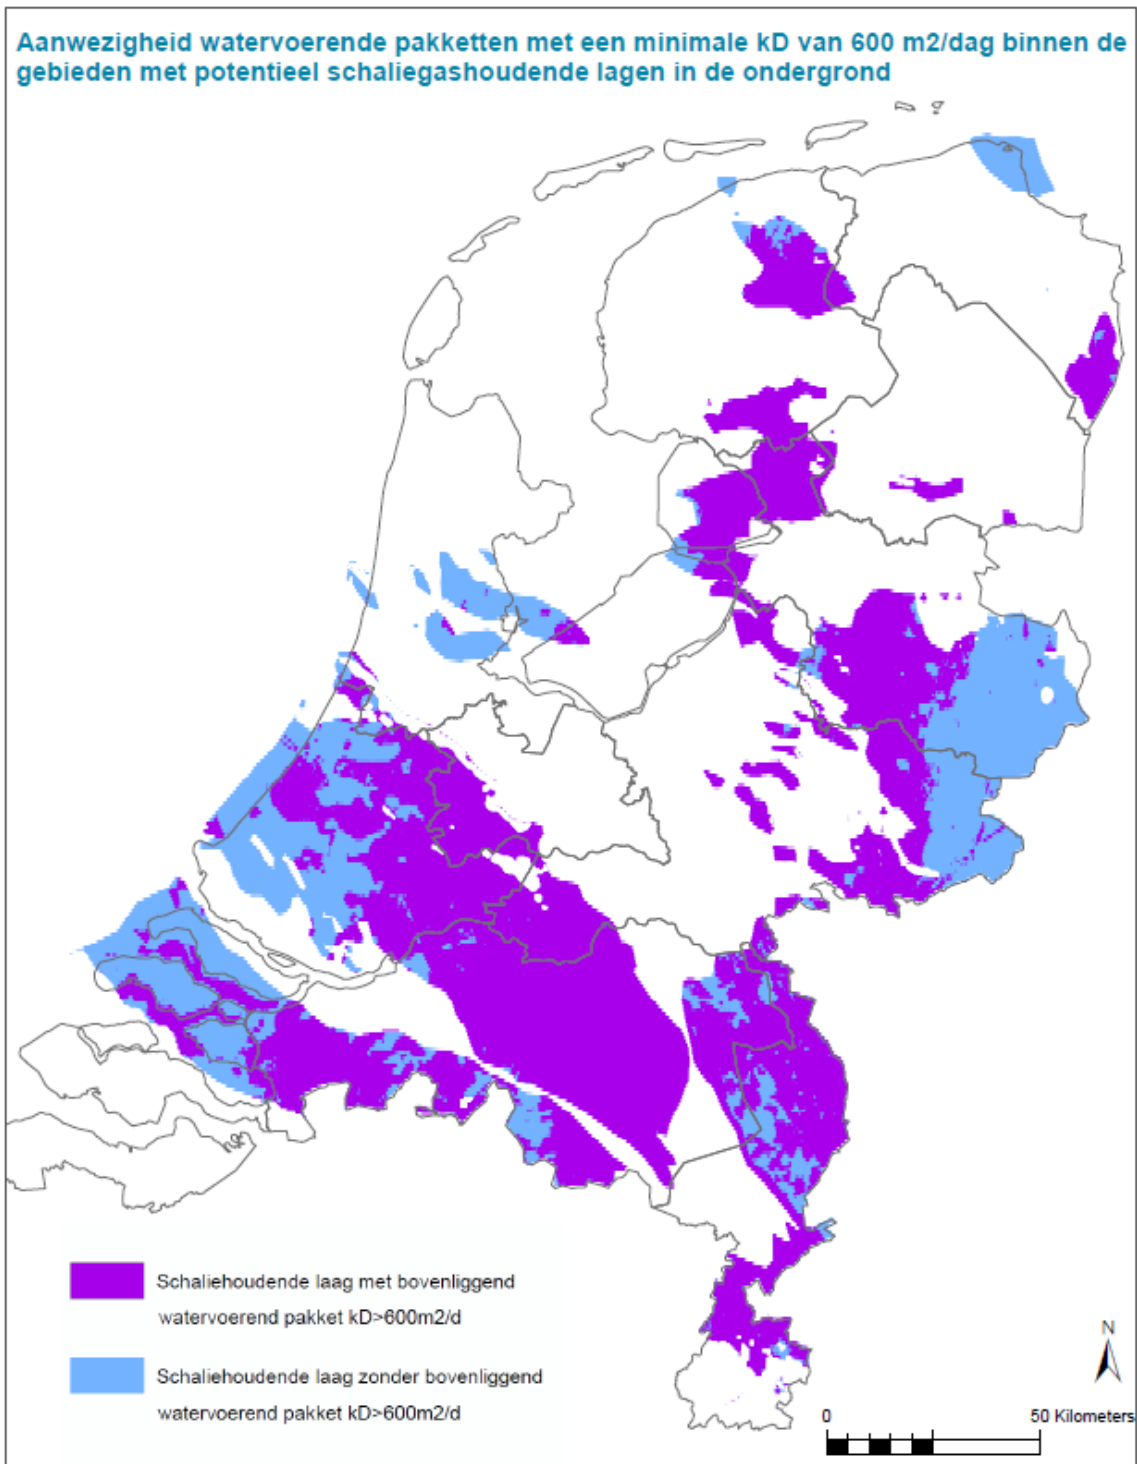 Aanwezigheid watervoerende pakketten met een minimale kD van 600 m2/dag binnen de
gebieden met potentieel schaliegashoudende lagen in de ondergrond
Schaliehoudende laag met bovenliggend
watervoerend pakket kD>600m2/d
Schaliehoudende laag zonder bovenliggend
watervoerend pakket kD>600m2/d
N
0 50 Kilometers